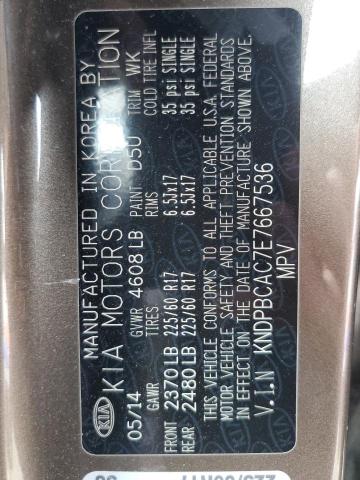 MANUFACTURED IN KOREA BY
KIA KIA MOTORS CORPORATION
05/14 GVWR 4608 LB PAINT D5U TRIM WK
GAWR TIRES RIMS COLD TIRE INFL
FRONT 2370 LB 225/60 R17 6.5JX17 35 psi SINGLE
REAR 2480 LB 225/60 R17 6.5JX17 35 psi SINGLE
THIS VEHICLE CONFORMS TO ALL APPLICABLE U.S.A. FEDERAL
MOTOR VEHICLE SAFETY AND THEFT PREVENTION STANDARDS
IN EFFECT ON THE DATE OF MANUFACTURE SHOWN ABOVE.
V.I.N KNDPBCAC7E7667536
MPV